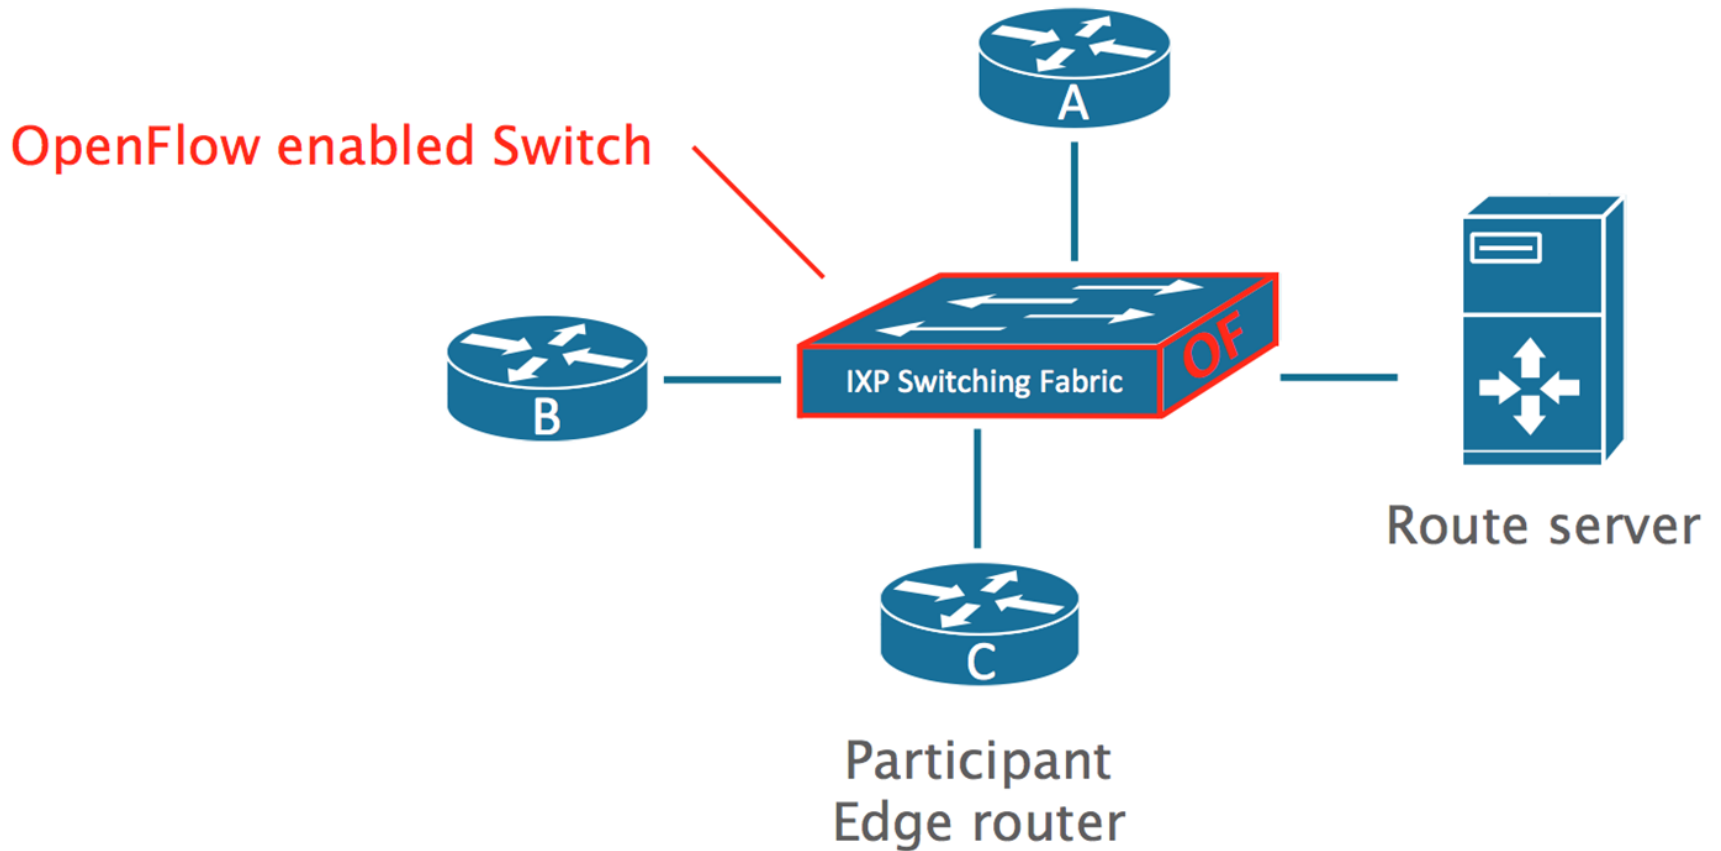 A
OpenFlow enabled Switch
OF
B
IXP Switching Fabric
Route server
C
Participant
Edge router